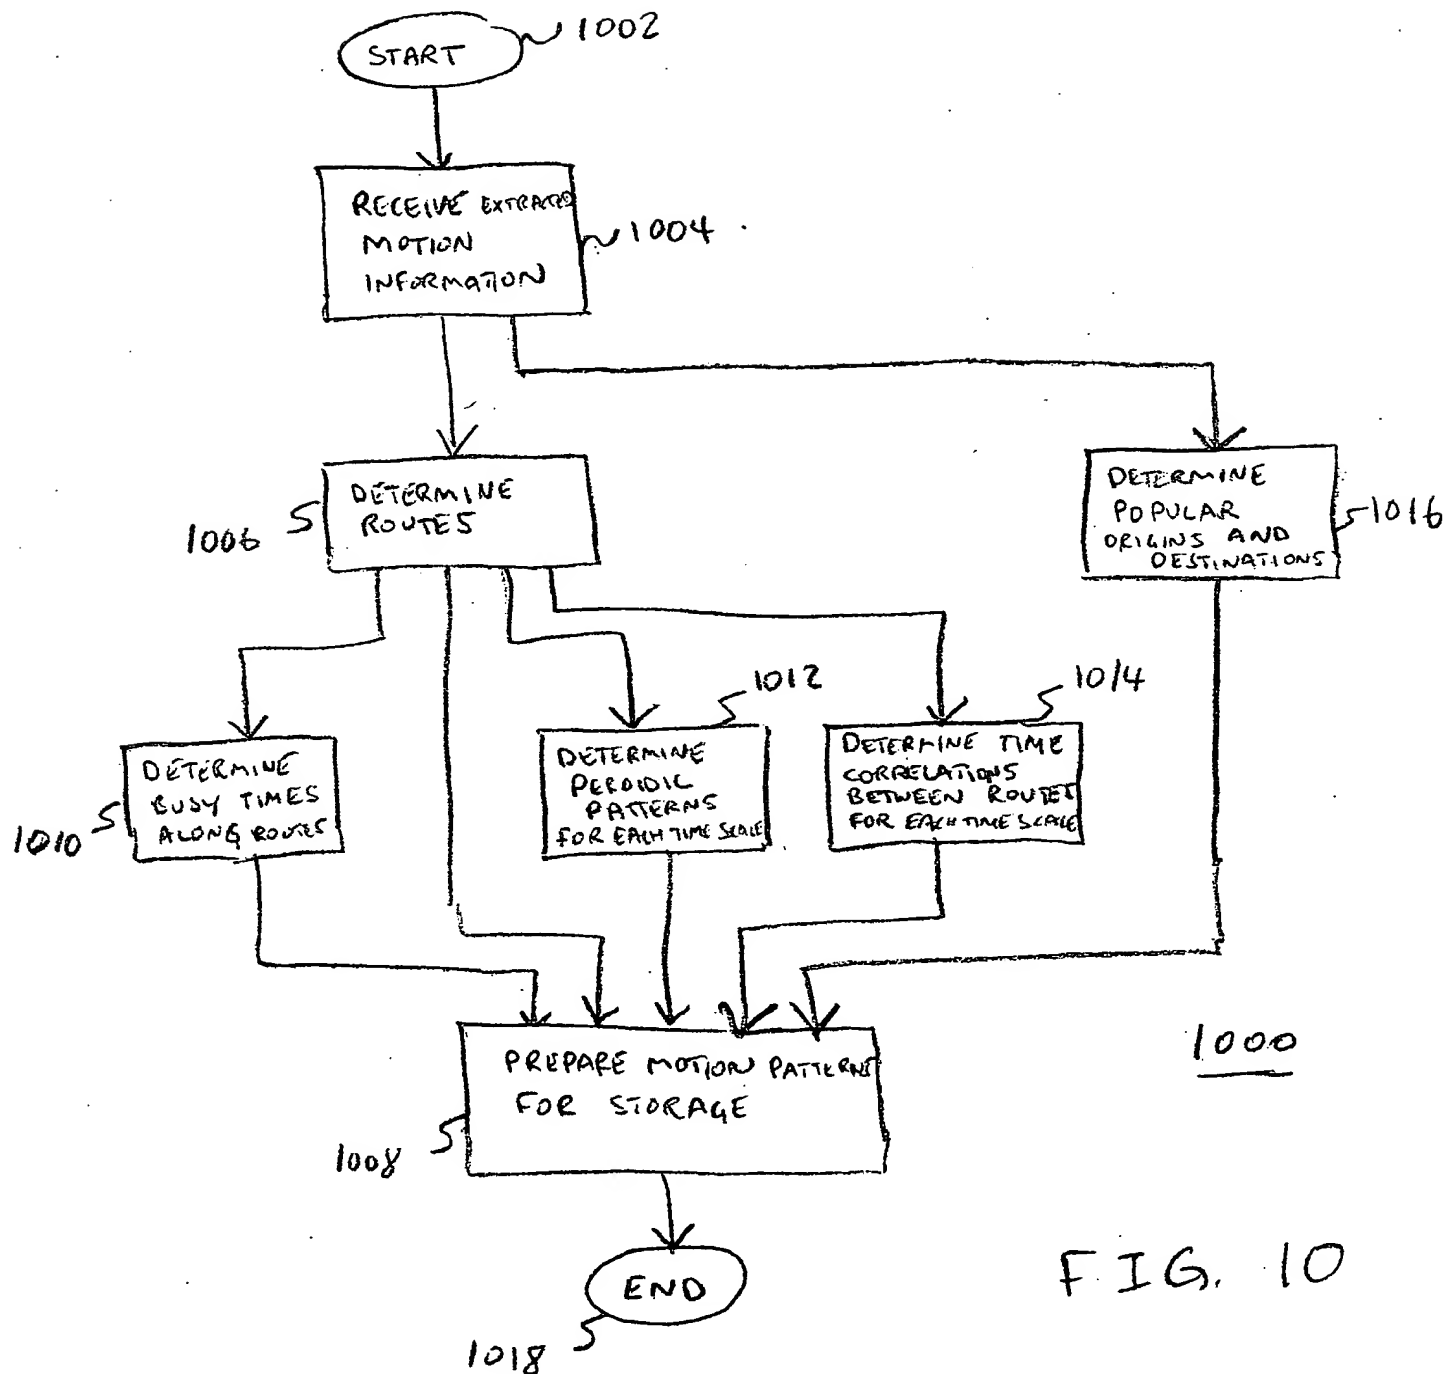 START
1002
RECEIVE EXTRACTED
MOTION
INFORMATION
1004
DETERMINE
ROUTES
1006
DETERMINE
POPULAR
ORIGINS AND
DESTINATIONS
1016
DETERMINE
BUSY TIMES
ALONG ROUTES
1010
1012
DETERMINE
PEROIDIC
PATTERNS
FOR EACH TIME SCALE
1014
DETERMINE TIME
CORRELATIONS
BETWEEN ROUTES
FOR EACH TIME SCALE
PREPARE MOTION PATTERNS
FOR STORAGE
1008
1000
END
1018
FIG. 10